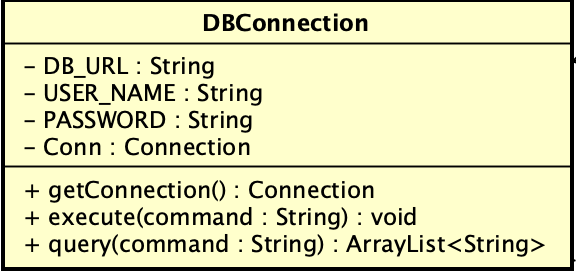 DBConnection
– DB_URL : String
– USER_NAME : String
– PASSWORD : String
– Conn : Connection
+ getConnection() : Connection
+ execute(command : String) : void
+ query(command : String) : ArrayList<String>